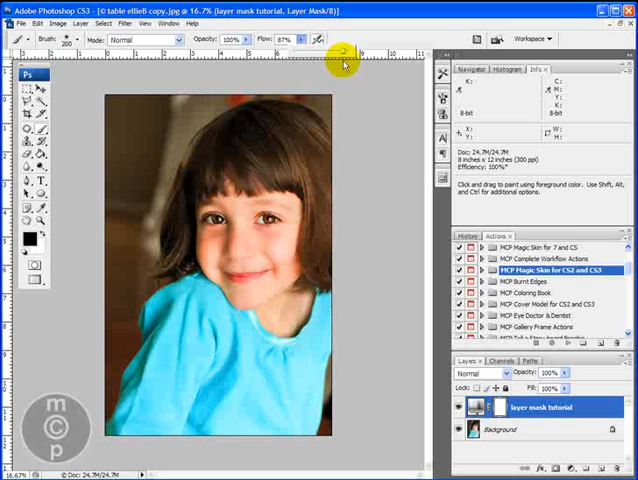 Adobe Photoshop CS3 - [© table ellieB copy.jpg @ 16.7% (layer mask tutorial, Layer Mask/8)]
File Edit Image Layer Select Filter View Window Help
Brush: 200 Mode: Normal Opacity: 100% Flow: 87% Workspace
Ps
Navigator Histogram Info
K: C:
M:
Y:
K:
8-bit 8-bit
X: W:
Y: H:
Doc: 24.7M/24.7M
8 inches x 12 inches (300 ppi)
Efficiency: 100%*
Click and drag to paint using foreground color. Use Shift, Alt,
and Ctrl for additional options.
History Actions
MCP Magic Skin for 7 and CS
MCP Complete Workflow Actions
MCP Magic Skin for CS2 and CS3
MCP Burnt Edges
MCP Coloring Book
MCP Cover Model for CS2 and CS3
MCP Eye Doctor & Dentist
MCP Gallery Frame Actions
Layers Channels Paths
Normal Opacity: 100%
Lock: Fill: 100%
layer mask tutorial
Background
m
©
p
16.67% Doc: 24.7M/24.7M